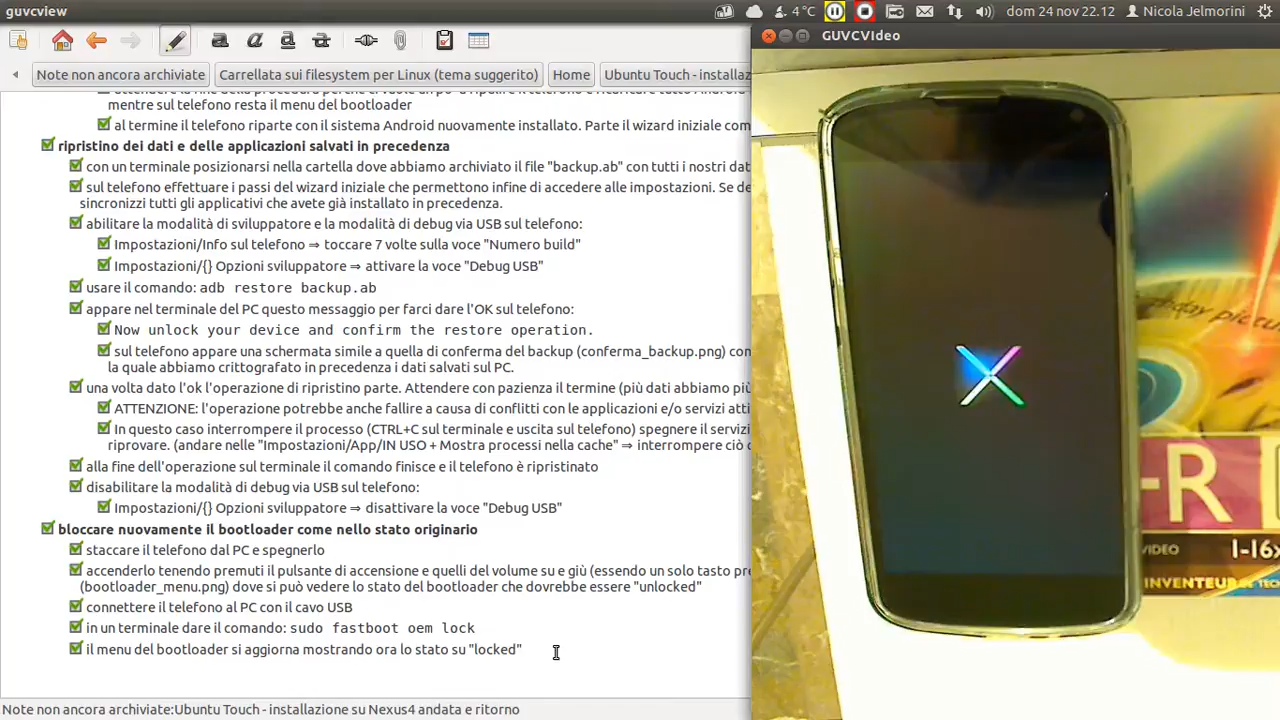 guvcview
4 °C
dom 24 nov 22.12
Nicola Jelmorini
GUVCVIdeo
Note non ancora archiviate
Carrellata sui filesystem per Linux (tema suggerito)
Home
Ubuntu Touch - installaz
mentre sul telefono resta il menu del bootloader
al termine il telefono riparte con il sistema Android nuovamente installato. Parte il wizard iniziale com
ripristino dei dati e delle applicazioni salvati in precedenza
con un terminale posizionarsi nella cartella dove abbiamo archiviato il file "backup.ab" con tutti i nostri dat
sul telefono effettuare i passi del wizard iniziale che permettono infine di accedere alle impostazioni. Se de
sincronizzi tutti gli applicativi che avete già installato in precedenza.
abilitare la modalità di sviluppatore e la modalità di debug via USB sul telefono:
Impostazioni/Info sul telefono ⇒ toccare 7 volte sulla voce "Numero build"
Impostazioni/{} Opzioni sviluppatore ⇒ attivare la voce "Debug USB"
usare il comando: adb restore backup.ab
appare nel terminale del PC questo messaggio per farci dare l'OK sul telefono:
Now unlock your device and confirm the restore operation.
sul telefono appare una schermata simile a quella di conferma del backup (conferma_backup.png) con
la quale abbiamo crittografato in precedenza i dati salvati sul PC.
una volta dato l'ok l'operazione di ripristino parte. Attendere con pazienza il termine (più dati abbiamo più
ATTENZIONE: l'operazione potrebbe anche fallire a causa di conflitti con le applicazioni e/o servizi atti
In questo caso interrompere il processo (CTRL+C sul terminale e uscita sul telefono) spegnere il servizi
riprovare. (andare nelle "Impostazioni/App/IN USO + Mostra processi nella cache" ⇒ interrompere ciò c
alla fine dell'operazione sul terminale il comando finisce e il telefono è ripristinato
disabilitare la modalità di debug via USB sul telefono:
Impostazioni/{} Opzioni sviluppatore ⇒ disattivare la voce "Debug USB"
bloccare nuovamente il bootloader come nello stato originario
staccare il telefono dal PC e spegnerlo
accenderlo tenendo premuti il pulsante di accensione e quelli del volume su e giù (essendo un solo tasto pre
(bootloader_menu.png) dove si può vedere lo stato del bootloader che dovrebbe essere "unlocked"
connettere il telefono al PC con il cavo USB
in un terminale dare il comando: sudo fastboot oem lock
il menu del bootloader si aggiorna mostrando ora lo stato su "locked"
Note non ancora archiviate:Ubuntu Touch - installazione su Nexus4 andata e ritorno
-R
VIDEO
1-16x
INVENTEUR